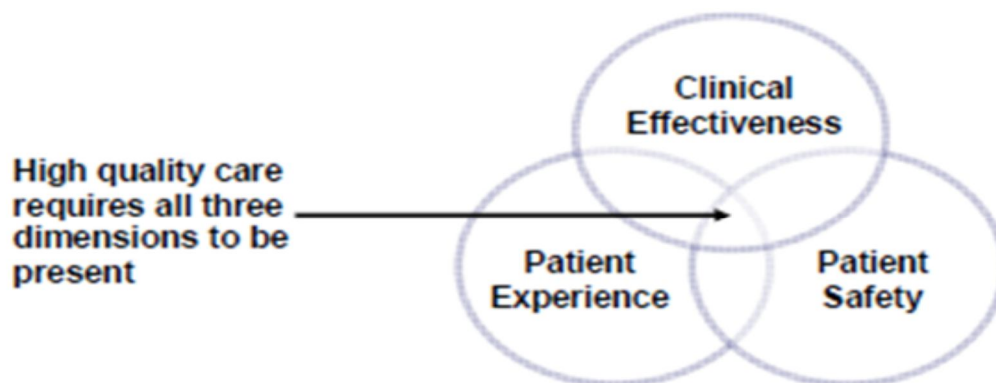 High quality care
requires all three
dimensions to be
present
Clinical
Effectiveness
Patient
Experience
Patient
Safety